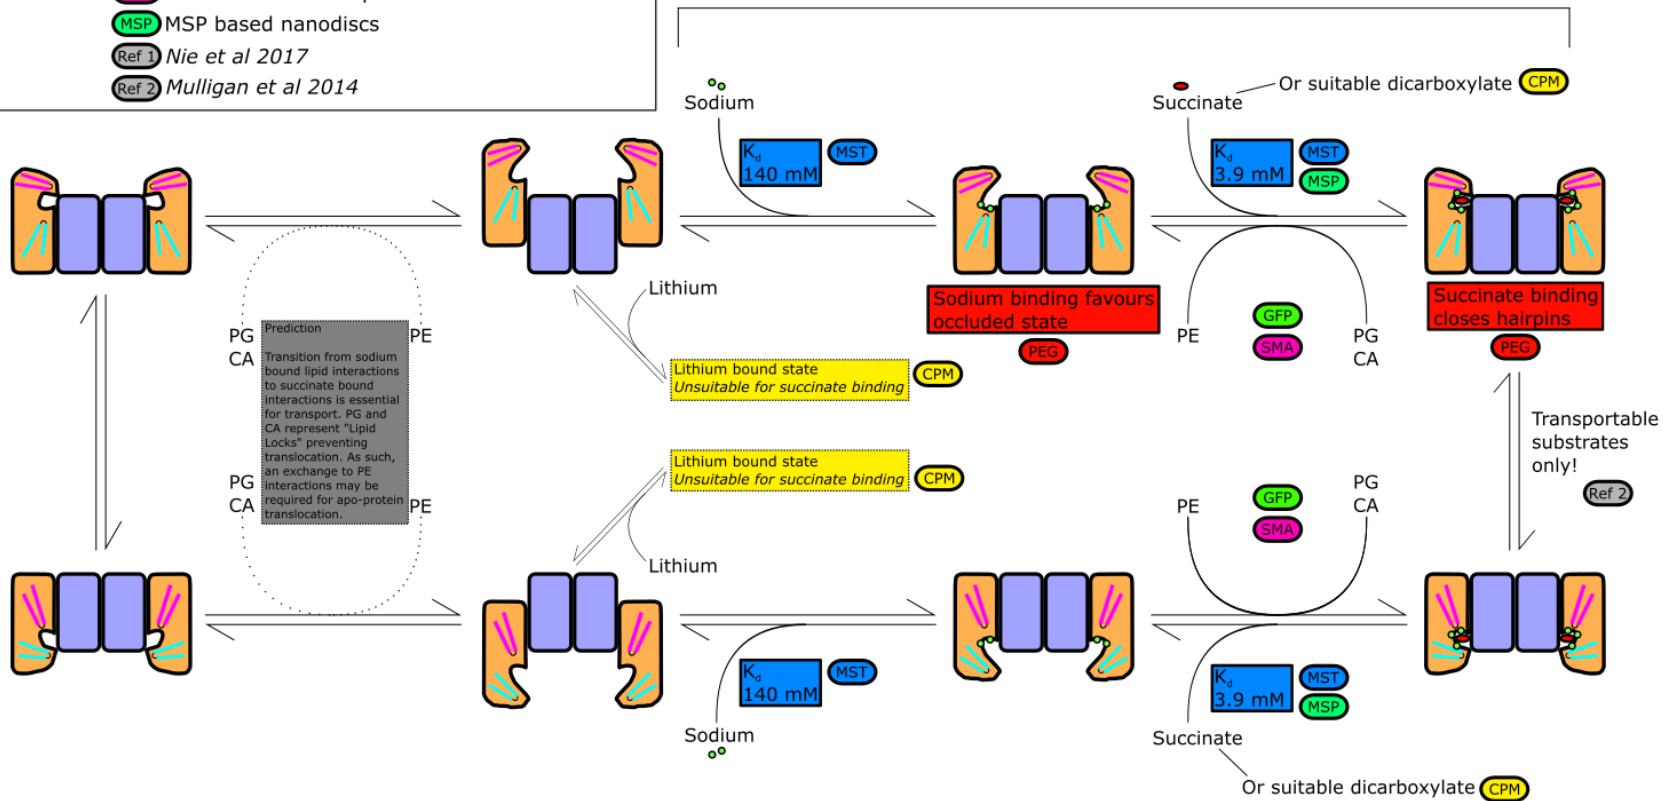 MSP MSP based nanodiscs
Ref 1 Nie et al 2017
Ref 2 Mulligan et al 2014
Sodium
Kd
140 mM
MST
Succinate
Or suitable dicarboxylate CPM
Kd
3.9 mM
MST
MSP
Lithium
Sodium binding favours
occluded state
PEG
Succinate binding
closes hairpins
PEG
PE
GFP
SMA
PG
CA
PG
CA
PE
Prediction
Transition from sodium
bound lipid interactions
to succinate bound
interactions is essential
for transport. PG and
CA represent "Lipid
Locks" preventing
translocation. As such,
an exchange to PE
interactions may be
required for apo-protein
translocation.
PG
CA
PE
Lithium bound state
Unsuitable for succinate binding
CPM
Lithium bound state
Unsuitable for succinate binding
CPM
Lithium
Transportable
substrates
only!
Ref 2
PE
GFP
SMA
PG
CA
Kd
140 mM
MST
Sodium
Kd
3.9 mM
MST
MSP
Succinate
Or suitable dicarboxylate CPM